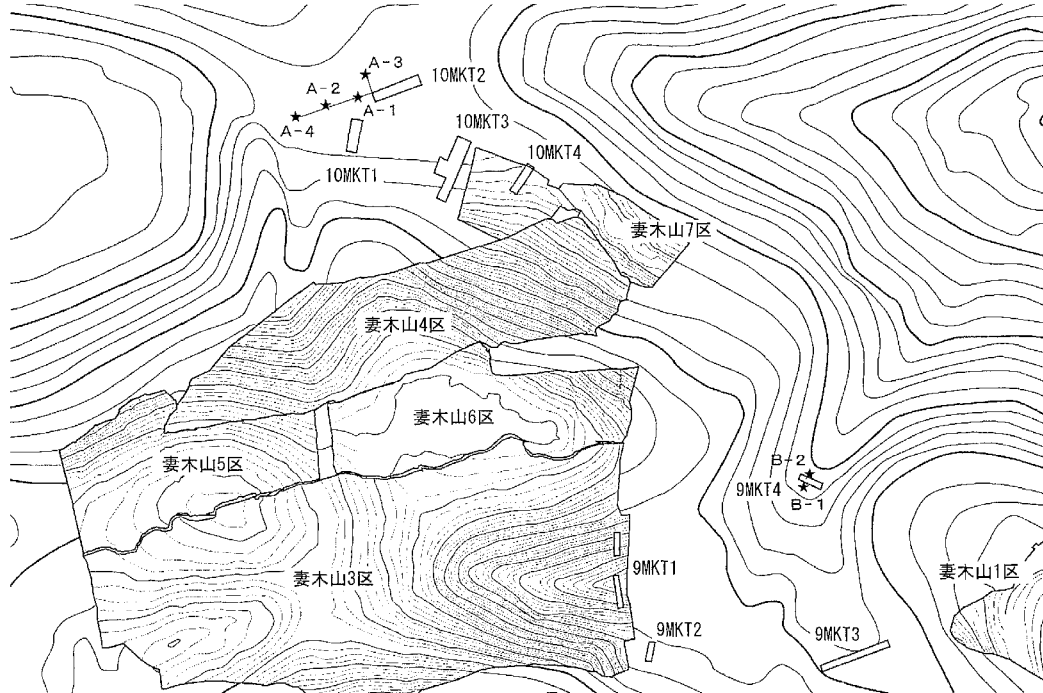 A-3
10MKT2
A-2
A-1
A-4
10MKT3
10MKT4
10MKT1
妻木山7区
妻木山4区
妻木山6区
妻木山5区
B-2
9MKT4
B-1
妻木山3区
9MKT1
妻木山1区
9MKT2
9MKT3